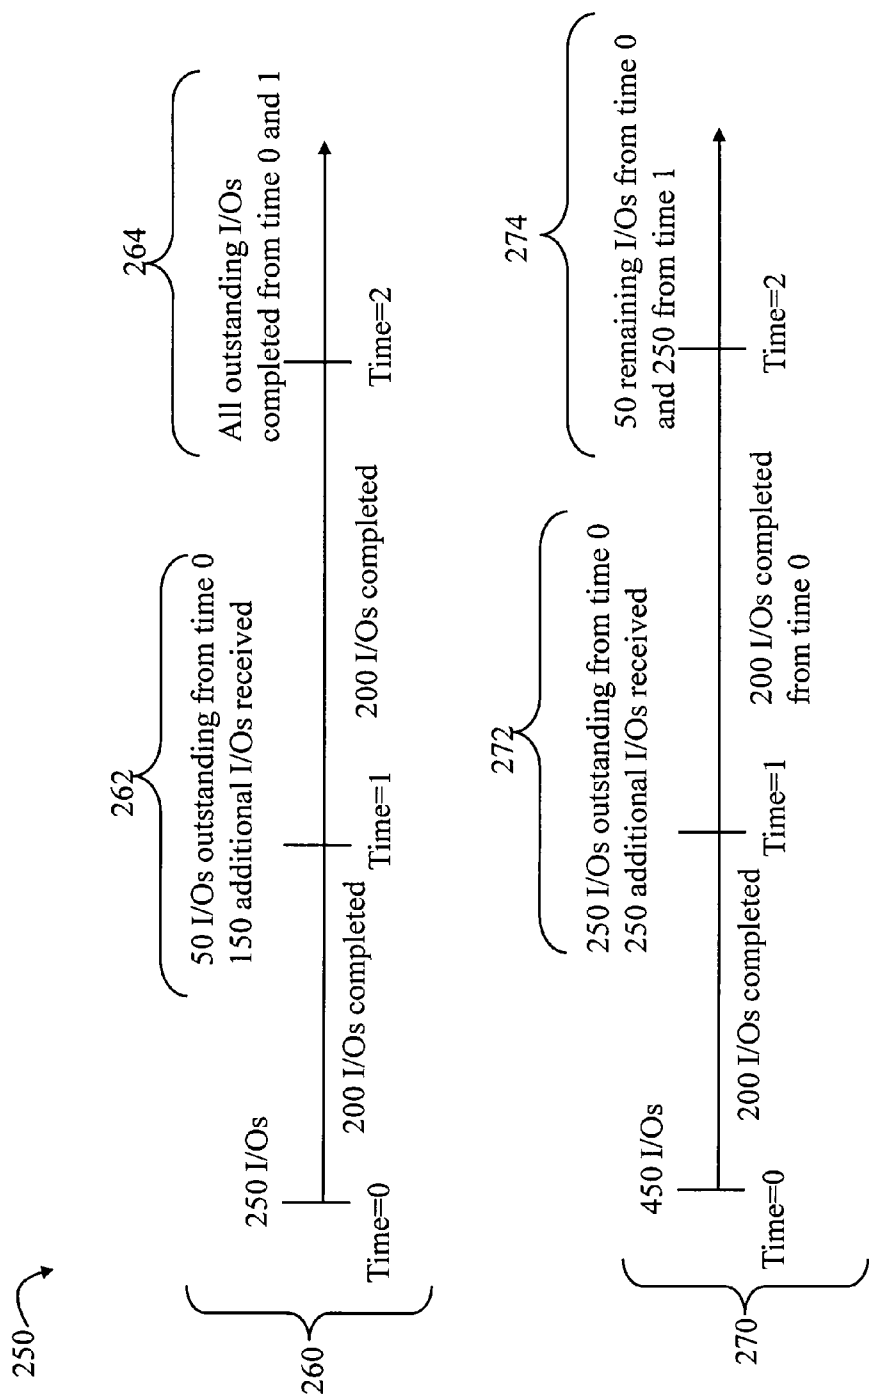 250
262
264
50 I/Os outstanding from time 0
150 additional I/Os received
All outstanding I/Os
completed from time 0 and 1
250 I/Os
200 I/Os completed
200 I/Os completed
Time=0
Time=1
Time=2
260
272
274
250 I/Os outstanding from time 0
250 additional I/Os received
50 remaining I/Os from time 0
and 250 from time 1
450 I/Os
200 I/Os completed
200 I/Os completed
from time 0
Time=0
Time=1
Time=2
270